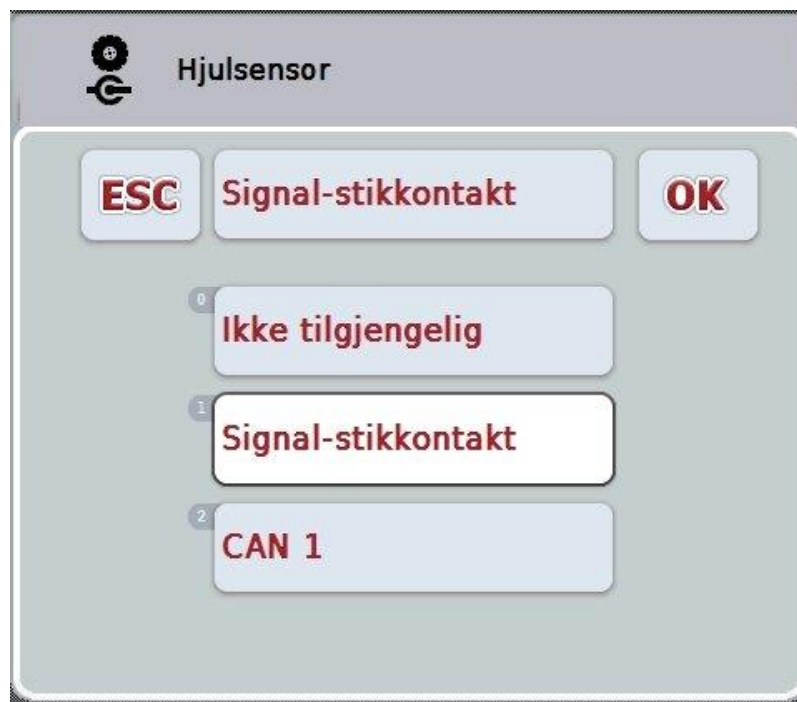 Hjulsensor
ESC Signal-stikkontakt OK
0
Ikke tilgjengelig
1
Signal-stikkontakt
2
CAN 1